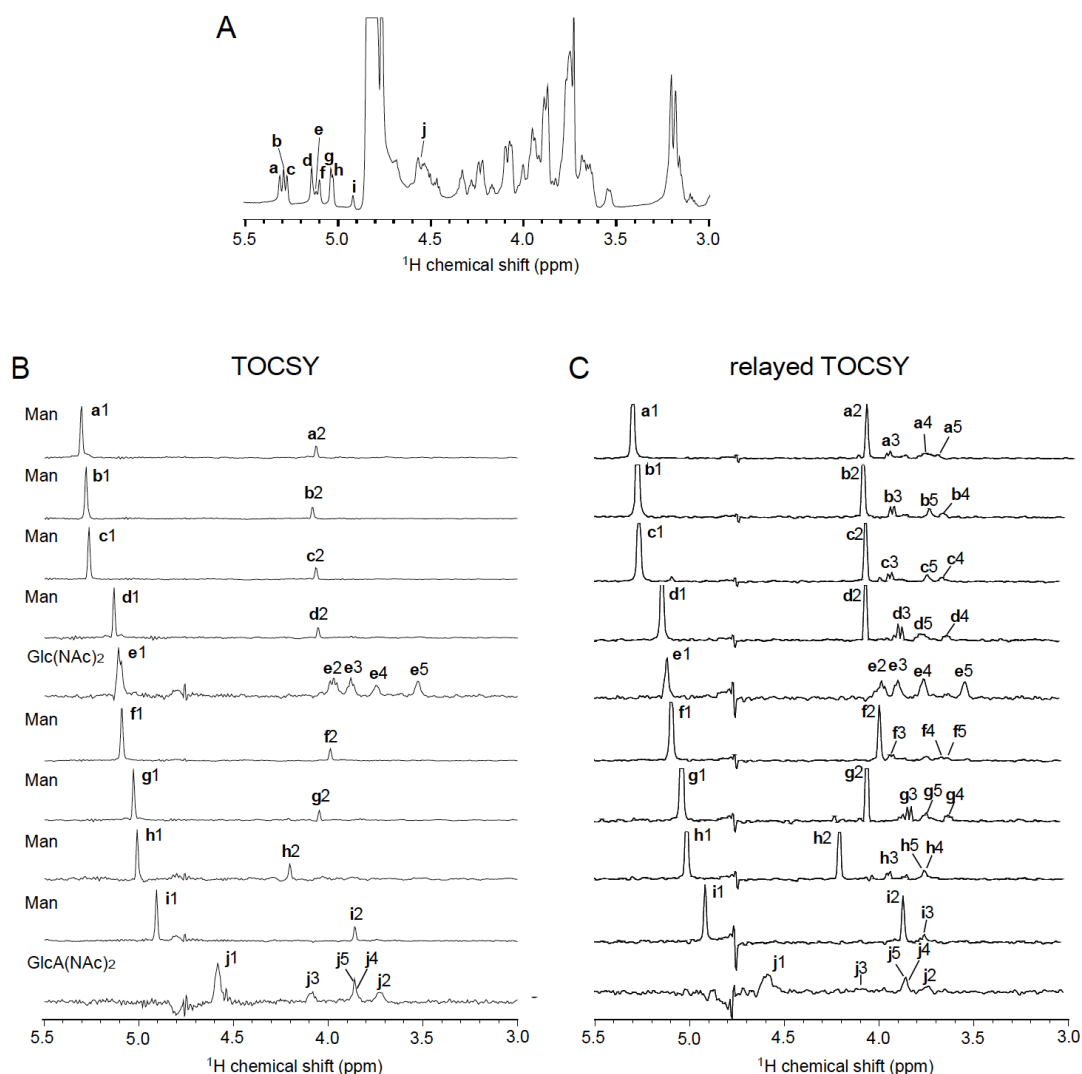 A
b
e
a
c
d
f
g
h
i
j
5.5 5.0 4.5 4.0 3.5 3.0
1H chemical shift (ppm)
B TOCSY
Man a1 a2
Man b1 b2
Man c1 c2
Man d1 d2
Glc(NAc)2 e1 e2 e3 e4 e5
Man f1 f2
Man g1 g2
Man h1 h2
Man i1 i2
GlcA(NAc)2 j1 j3 j5 j4 j2
5.5 5.0 4.5 4.0 3.5 3.0
1H chemical shift (ppm)
C relayed TOCSY
a1 a2 a3 a4 a5
b1 b2 b3 b5 b4
c1 c2 c3 c5 c4
d1 d2 d3 d5 d4
e1 e2 e3 e4 e5
f1 f2 f3 f4 f5
g1 g2 g3 g5 g4
h1 h2 h3 h5 h4
i1 i2 i3
j1 j3 j5 j4 j2
5.5 5.0 4.5 4.0 3.5 3.0
1H chemical shift (ppm)